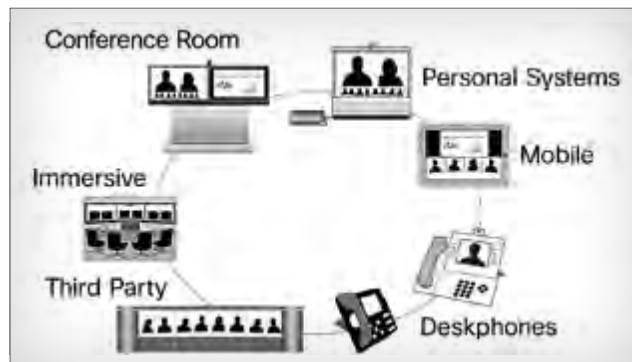 Conference Room
Personal Systems
Mobile
Immersive
Third Party
Deskphones